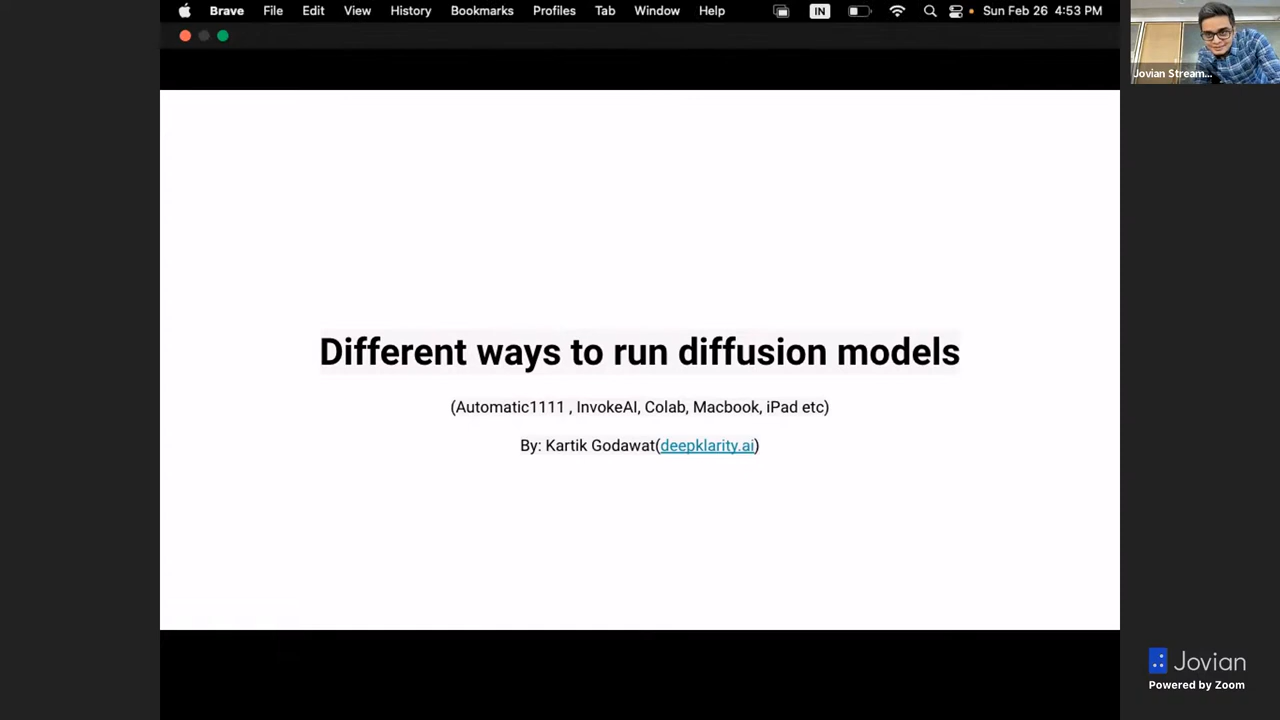 Brave File Edit View History Bookmarks Profiles Tab Window Help IN Sun Feb 26 4:53 PM
Jovian Stream...
Different ways to run diffusion models
(Automatic1111 , InvokeAI, Colab, Macbook, iPad etc)
By: Kartik Godawat(deepklarity.ai)
Jovian
Powered by Zoom